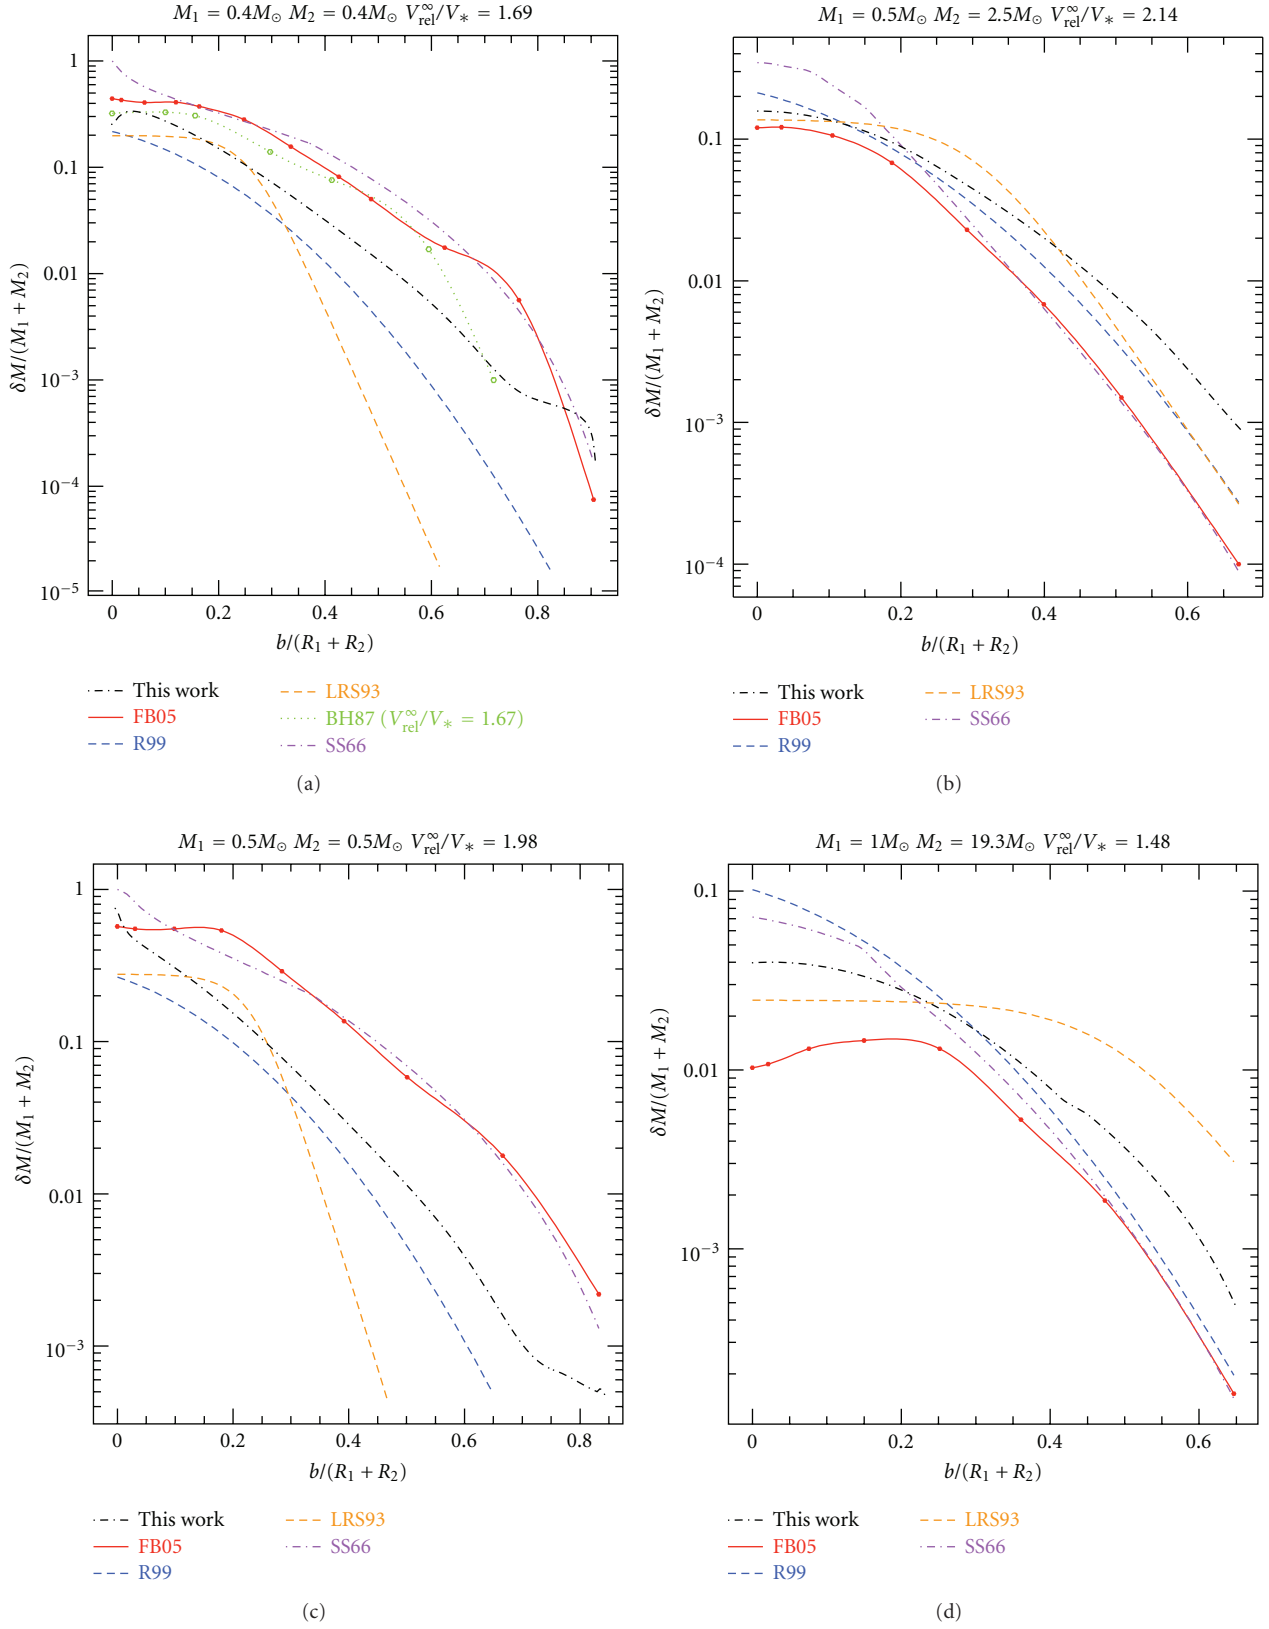 M₁ = 0.4M⊙ M₂ = 0.4M⊙ V^∞_rel/V∗ = 1.69
1
0.1
0.01
10⁻³
10⁻⁴
10⁻⁵
δM/(M₁ + M₂)
0 0.2 0.4 0.6 0.8
b/(R₁ + R₂)
This work
FB05
R99
LRS93
BH87 (V^∞_rel/V∗ = 1.67)
SS66
(a)
M₁ = 0.5M⊙ M₂ = 2.5M⊙ V^∞_rel/V∗ = 2.14
0.1
0.01
10⁻³
10⁻⁴
δM/(M₁ + M₂)
0 0.2 0.4 0.6
b/(R₁ + R₂)
This work
FB05
R99
LRS93
SS66
(b)
M₁ = 0.5M⊙ M₂ = 0.5M⊙ V^∞_rel/V∗ = 1.98
1
0.1
0.01
10⁻³
δM/(M₁ + M₂)
0 0.2 0.4 0.6 0.8
b/(R₁ + R₂)
This work
FB05
R99
LRS93
SS66
(c)
M₁ = 1M⊙ M₂ = 19.3M⊙ V^∞_rel/V∗ = 1.48
0.1
0.01
10⁻³
δM/(M₁ + M₂)
0 0.2 0.4 0.6
b/(R₁ + R₂)
This work
FB05
R99
LRS93
SS66
(d)